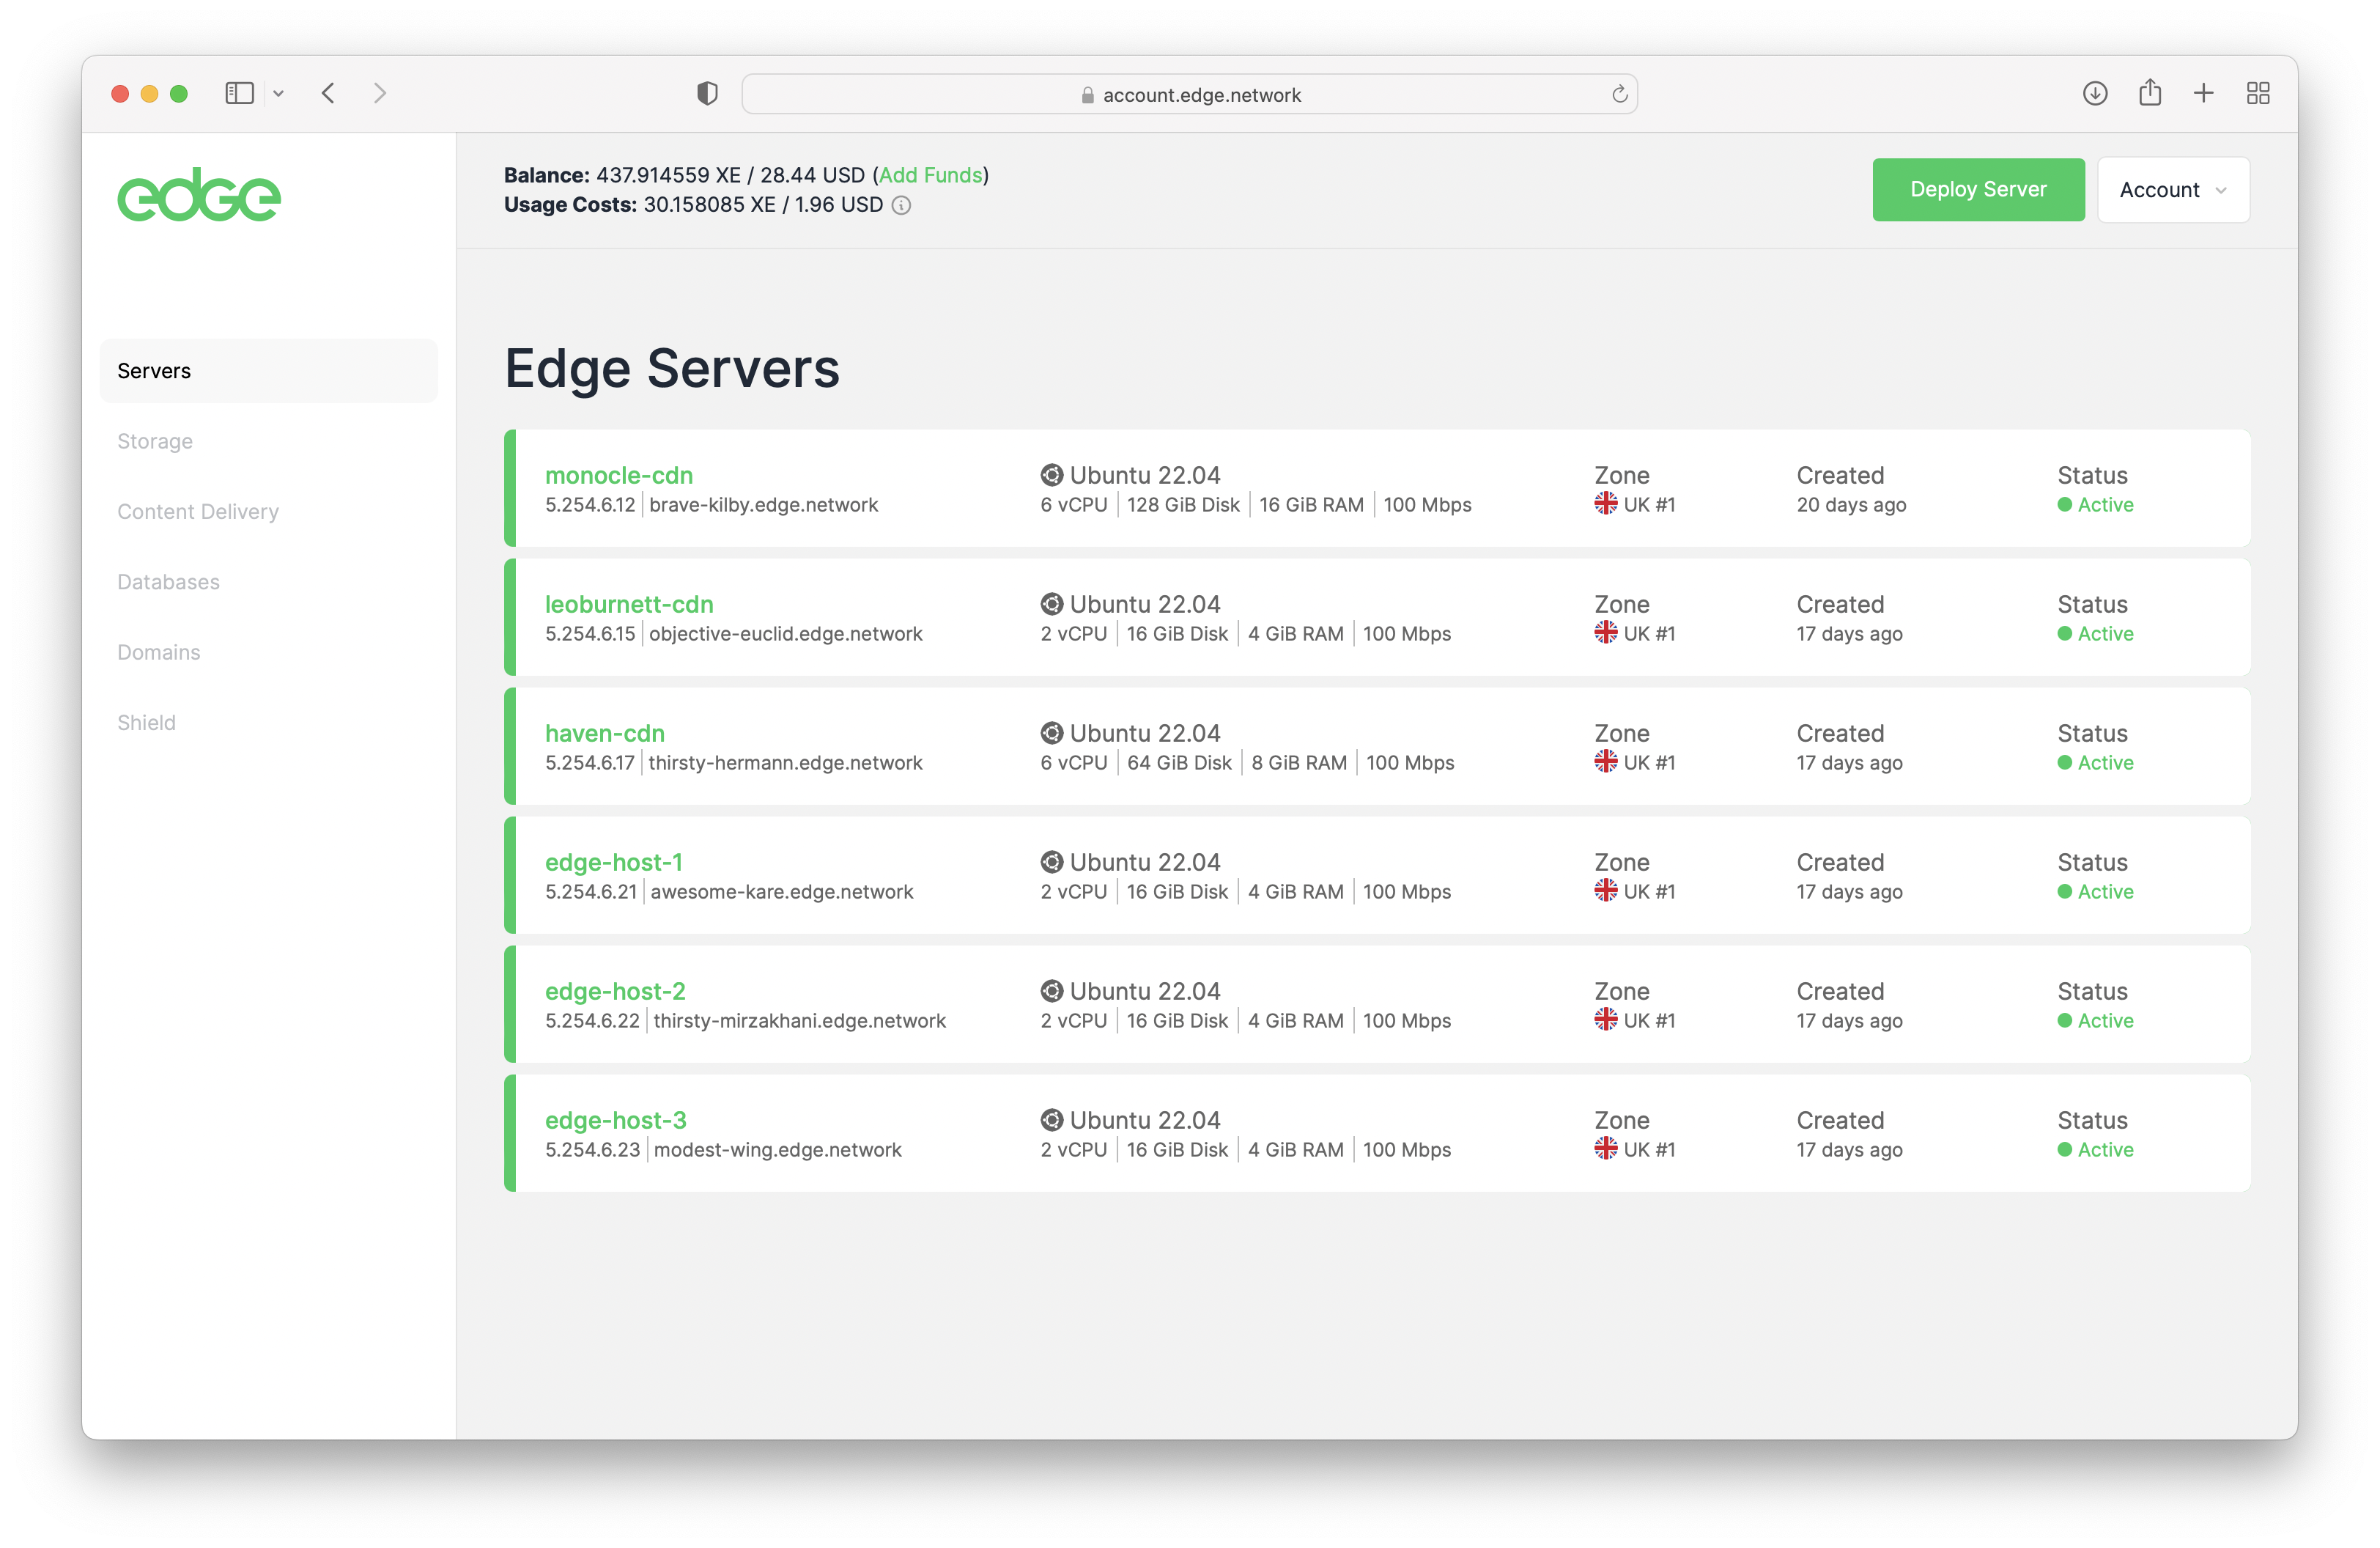 account.edge.network
edge
Balance: 437.914559 XE / 28.44 USD (Add Funds)
Usage Costs: 30.158085 XE / 1.96 USD
Deploy Server
Account
Servers
Storage
Content Delivery
Databases
Domains
Shield
Edge Servers
monocle-cdn Ubuntu 22.04 Zone Created Status
5.254.6.12 brave-kilby.edge.network 6 vCPU 128 GiB Disk 16 GiB RAM 100 Mbps UK #1 20 days ago Active
leoburnett-cdn Ubuntu 22.04 Zone Created Status
5.254.6.15 objective-euclid.edge.network 2 vCPU 16 GiB Disk 4 GiB RAM 100 Mbps UK #1 17 days ago Active
haven-cdn Ubuntu 22.04 Zone Created Status
5.254.6.17 thirsty-hermann.edge.network 6 vCPU 64 GiB Disk 8 GiB RAM 100 Mbps UK #1 17 days ago Active
edge-host-1 Ubuntu 22.04 Zone Created Status
5.254.6.21 awesome-kare.edge.network 2 vCPU 16 GiB Disk 4 GiB RAM 100 Mbps UK #1 17 days ago Active
edge-host-2 Ubuntu 22.04 Zone Created Status
5.254.6.22 thirsty-mirzakhani.edge.network 2 vCPU 16 GiB Disk 4 GiB RAM 100 Mbps UK #1 17 days ago Active
edge-host-3 Ubuntu 22.04 Zone Created Status
5.254.6.23 modest-wing.edge.network 2 vCPU 16 GiB Disk 4 GiB RAM 100 Mbps UK #1 17 days ago Active